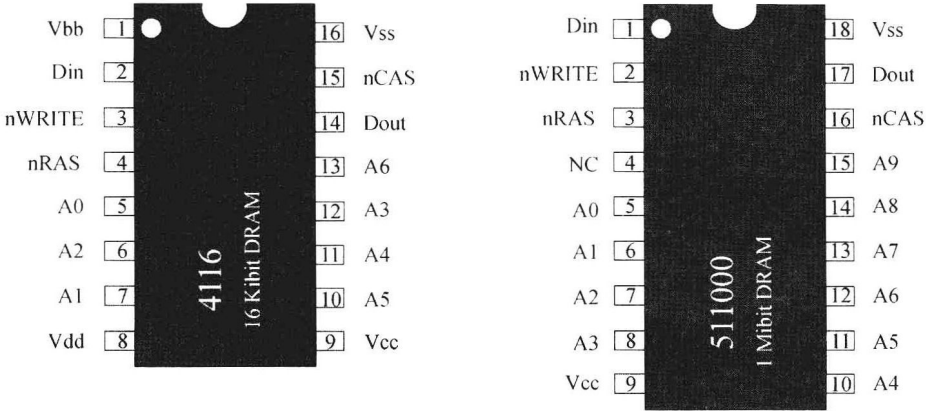 Vbb 1 16 Vss
Din 2 15 nCAS
nWRITE 3 14 Dout
nRAS 4 13 A6
A0 5 12 A3
A2 6 11 A4
A1 7 10 A5
Vdd 8 9 Vcc
4116
16 Kibit DRAM
Din 1 18 Vss
nWRITE 2 17 Dout
nRAS 3 16 nCAS
NC 4 15 A9
A0 5 14 A8
A1 6 13 A7
A2 7 12 A6
A3 8 11 A5
Vcc 9 10 A4
511000
1 Mibit DRAM